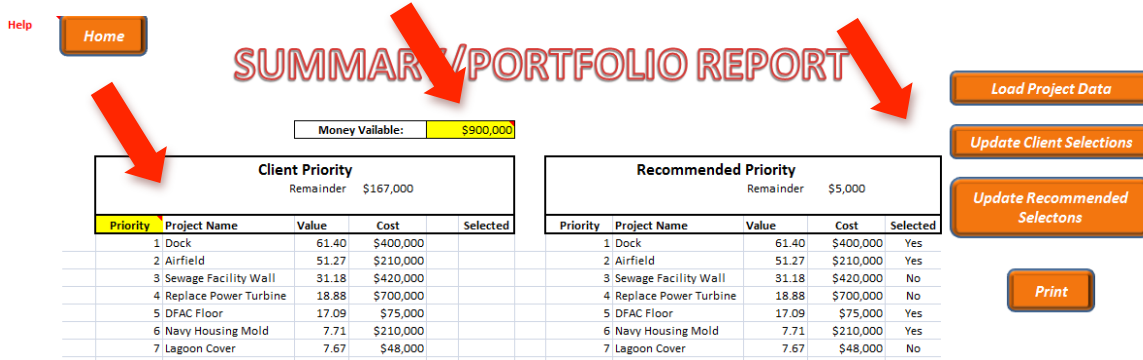 Help
Home
SUMMARY/PORTFOLIO REPORT
Load Project Data
Money Vailable: $900,000
Update Client Selections
Client Priority
Remainder $167,000
Recommended Priority
Remainder $5,000
Update Recommended
Selectons
Priority Project Name Value Cost Selected
1 Dock 61.40 $400,000
2 Airfield 51.27 $210,000
3 Sewage Facility Wall 31.18 $420,000
4 Replace Power Turbine 18.88 $700,000
5 DFAC Floor 17.09 $75,000
6 Navy Housing Mold 7.71 $210,000
7 Lagoon Cover 7.67 $48,000
Priority Project Name Value Cost Selected
1 Dock 61.40 $400,000 Yes
2 Airfield 51.27 $210,000 Yes
3 Sewage Facility Wall 31.18 $420,000 No
4 Replace Power Turbine 18.88 $700,000 No
5 DFAC Floor 17.09 $75,000 Yes
6 Navy Housing Mold 7.71 $210,000 Yes
7 Lagoon Cover 7.67 $48,000 No
Print